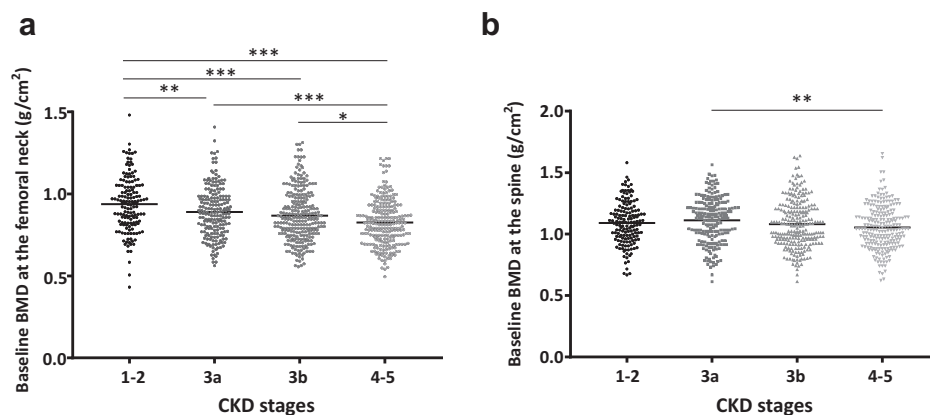 a
Baseline BMD at the femoral neck (g/cm²)
***
***
**
***
*
1.5
1.0
0.5
0.0
1-2
3a
3b
4-5
CKD stages
b
Baseline BMD at the spine (g/cm²)
**
2.0
1.5
1.0
0.5
0.0
1-2
3a
3b
4-5
CKD stages